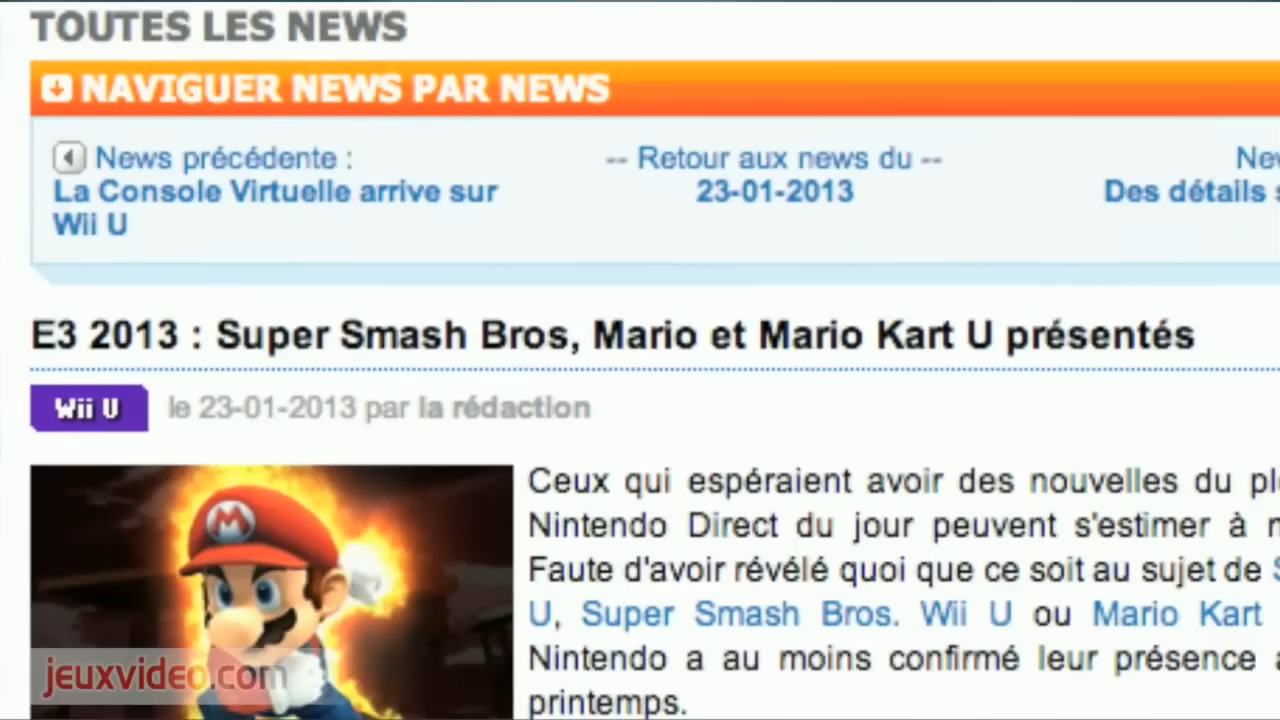 TOUTES LES NEWS
NAVIGUER NEWS PAR NEWS
News précédente :
La Console Virtuelle arrive sur
Wii U
-- Retour aux news du --
23-01-2013
Des détails
E3 2013 : Super Smash Bros, Mario et Mario Kart U présentés
Wii U le 23-01-2013 par la rédaction
Ceux qui espéraient avoir des nouvelles du
Nintendo Direct du jour peuvent s'estimer à
Faute d'avoir révélé quoi que ce soit au sujet de
U, Super Smash Bros. Wii U ou Mario Kart
Nintendo a au moins confirmé leur présence
printemps.
M
jeuxvideo.com